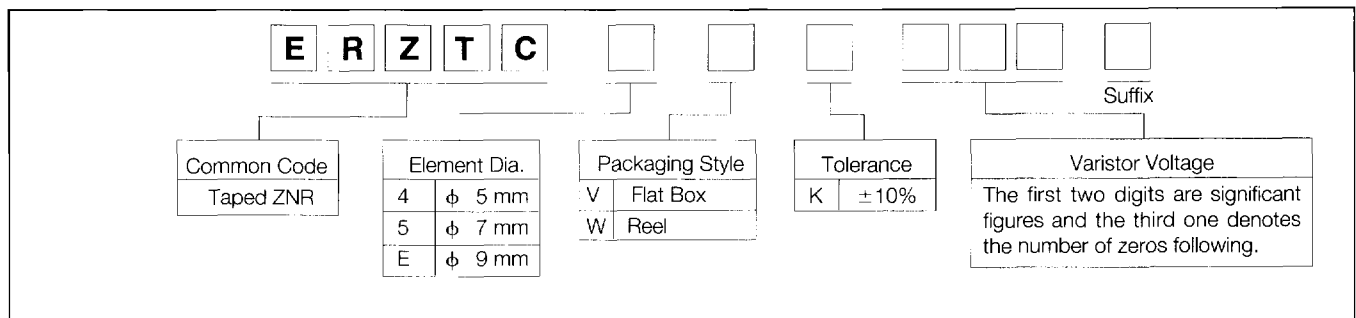 E R Z T C
Suffix
Common Code
Taped ZNR
Element Dia.
4 ϕ 5 mm
5 ϕ 7 mm
E ϕ 9 mm
Packaging Style
V Flat Box
W Reel
Tolerance
K ±10%
Varistor Voltage
The first two digits are significant
figures and the third one denotes
the number of zeros following.